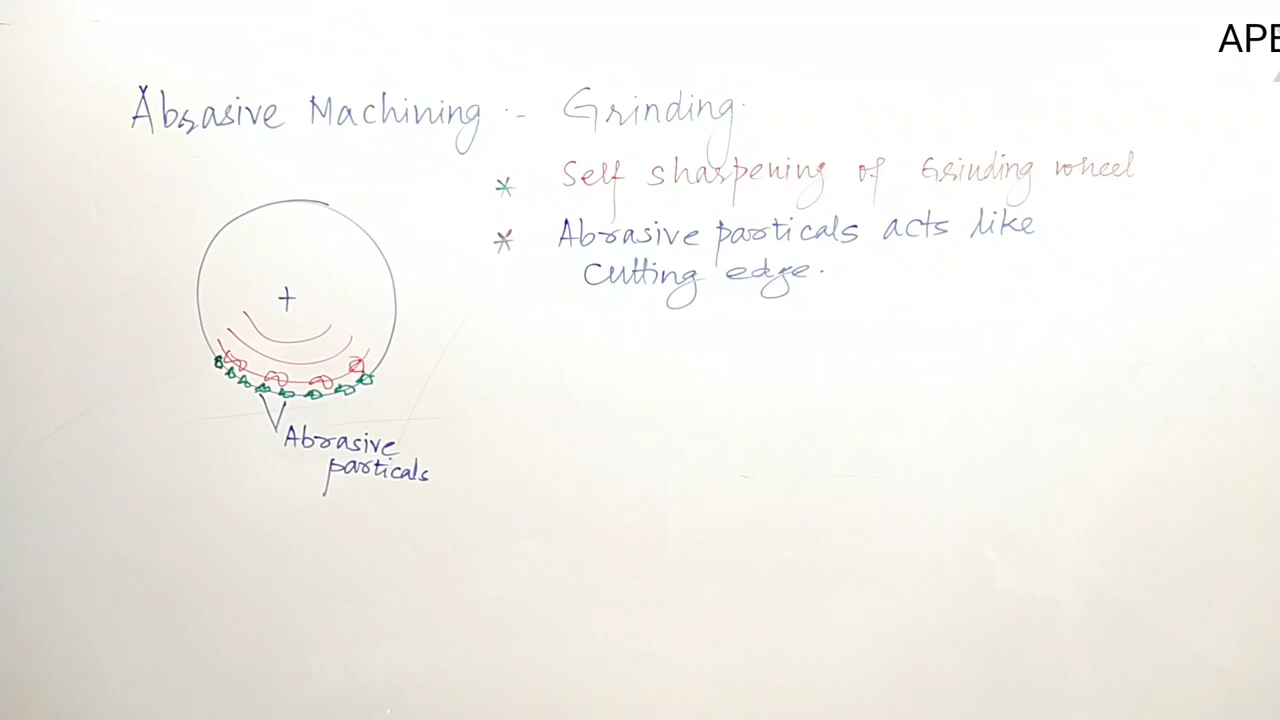 APE
Abrasive Machining :- Grinding.
* Self sharpening of Grinding wheel
* Abrasive particals acts like
cutting edge.
Abrasive
particals